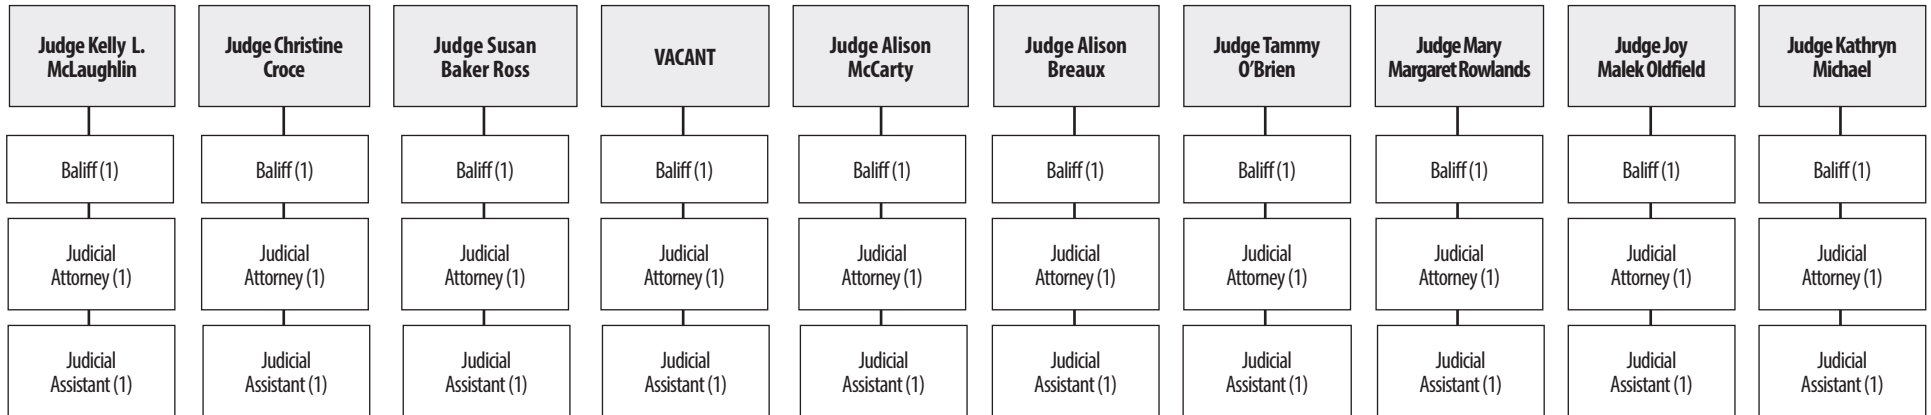 Judge Kelly L.
McLaughlin
Judge Christine
Croce
Judge Susan
Baker Ross
VACANT
Judge Alison
McCarty
Judge Alison
Breaux
Judge Tammy
O'Brien
Judge Mary
Margaret Rowlands
Judge Joy
Malek Oldfield
Judge Kathryn
Michael
Baliff (1)
Baliff (1)
Baliff (1)
Baliff (1)
Baliff (1)
Baliff (1)
Baliff (1)
Baliff (1)
Baliff (1)
Baliff (1)
Judicial
Attorney (1)
Judicial
Attorney (1)
Judicial
Attorney (1)
Judicial
Attorney (1)
Judicial
Attorney (1)
Judicial
Attorney (1)
Judicial
Attorney (1)
Judicial
Attorney (1)
Judicial
Attorney (1)
Judicial
Attorney (1)
Judicial
Assistant (1)
Judicial
Assistant (1)
Judicial
Assistant (1)
Judicial
Assistant (1)
Judicial
Assistant (1)
Judicial
Assistant (1)
Judicial
Assistant (1)
Judicial
Assistant (1)
Judicial
Assistant (1)
Judicial
Assistant (1)